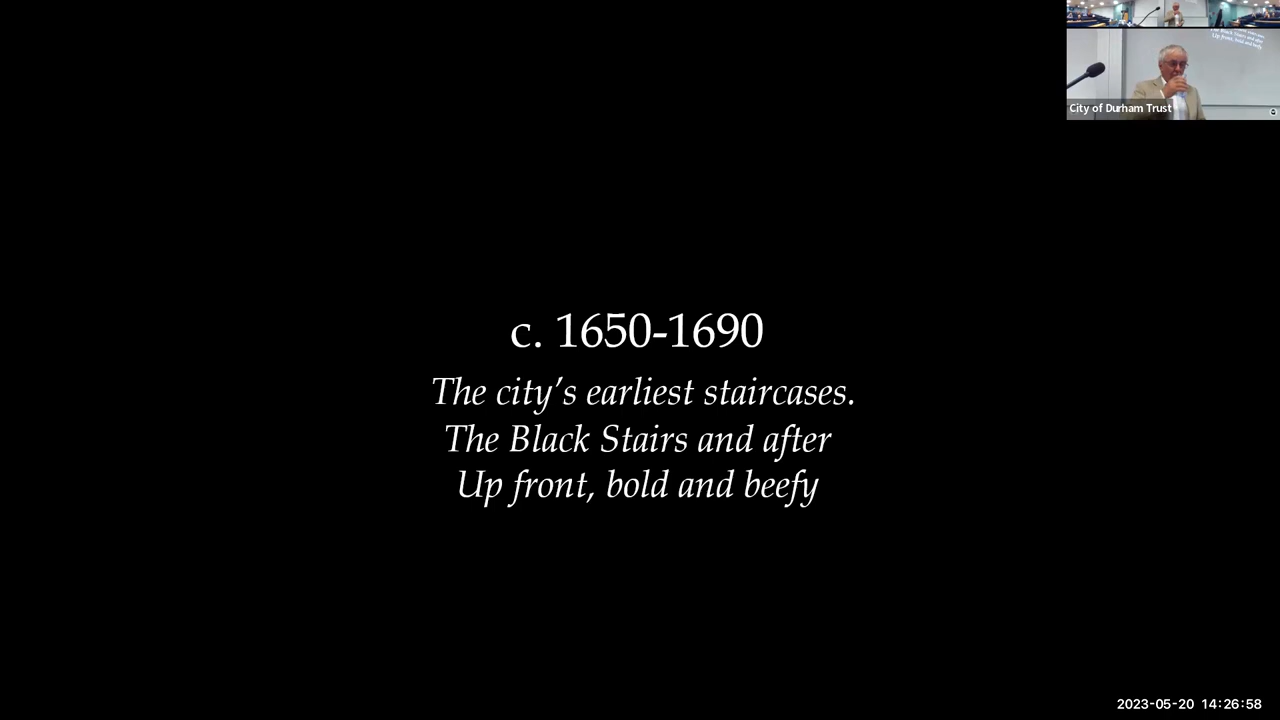 City of Durham Trust
c. 1650-1690
The city's earliest staircases.
The Black Stairs and after
Up front, bold and beefy
2023-05-20 14:26:58